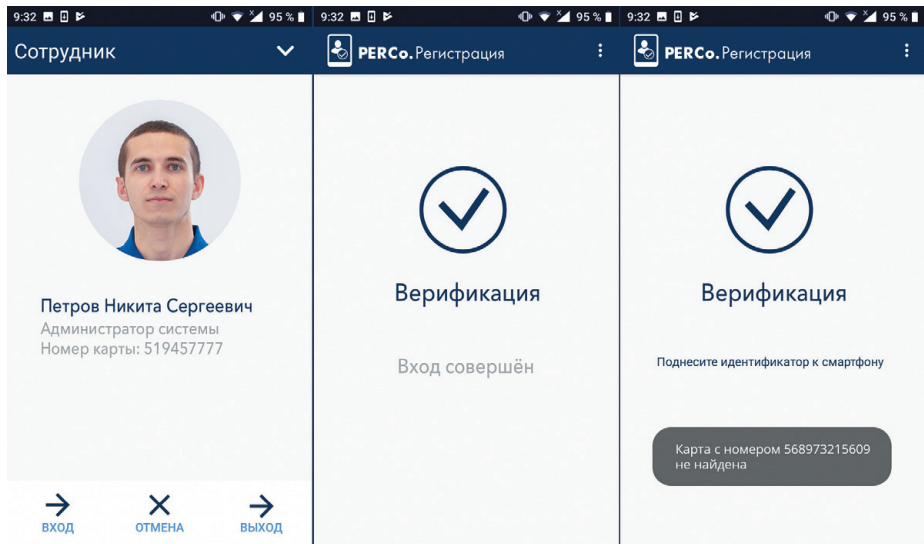 9:32
95 %
Сотрудник
Петров Никита Сергеевич
Администратор системы
Номер карты: 519457777
ВХОД
ОТМЕНА
ВЫХОД
9:32
95 %
PERCo. Регистрация
Верификация
Вход совершён
9:32
95 %
PERCo. Регистрация
Верификация
Поднесите идентификатор к смартфону
Карта с номером 568973215609
не найдена